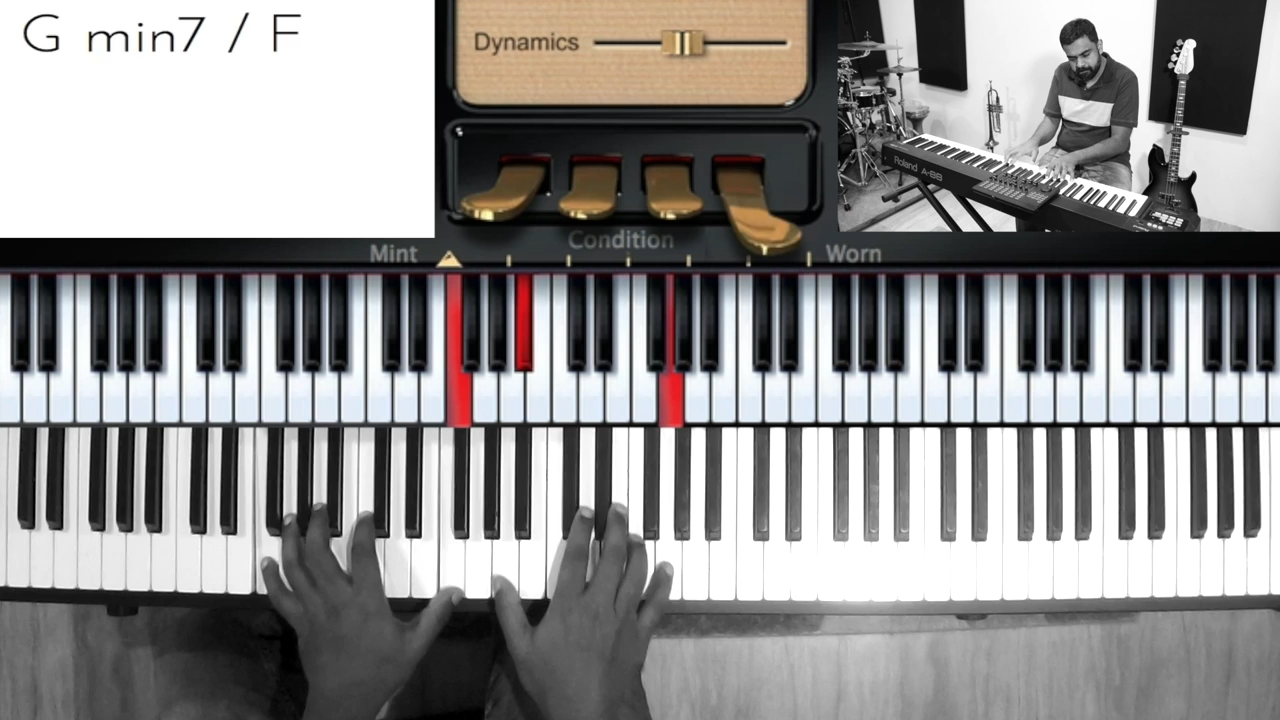 G min7 / F
Dynamics
Roland A-88
Condition
Mint
Worn